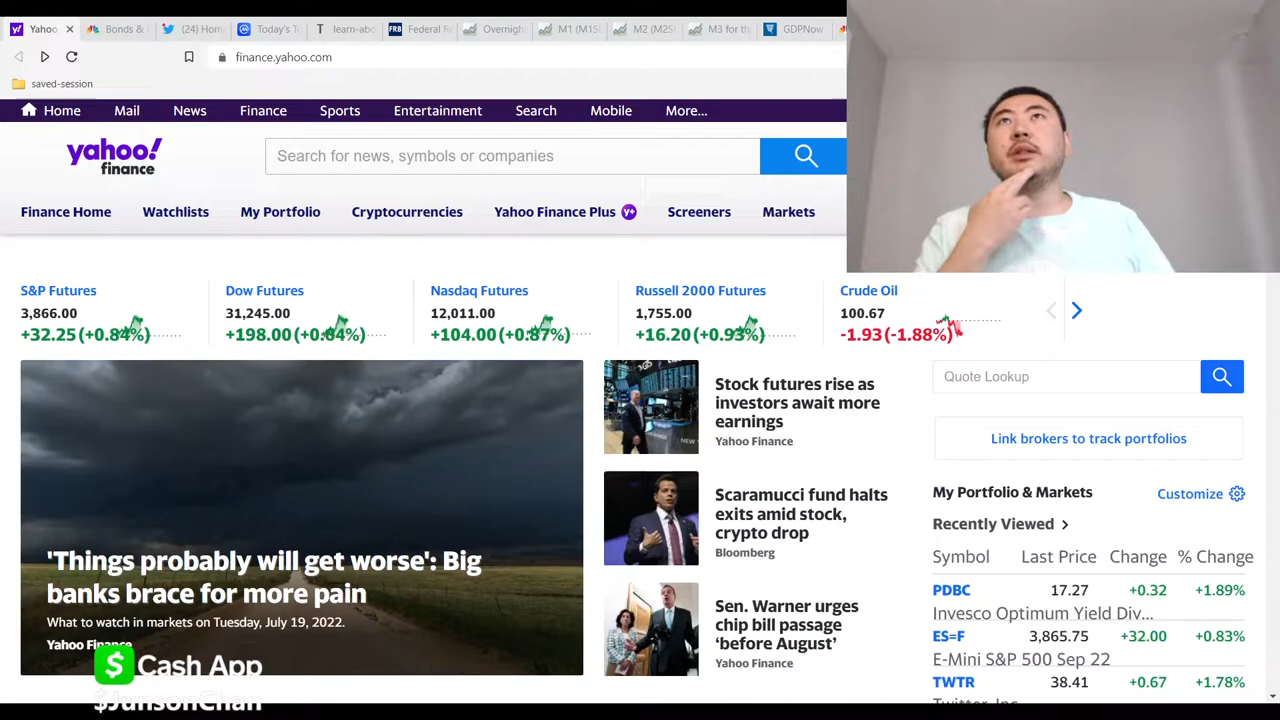 Yahoo
Bonds &
(24) Hom
Today's T
learn-abo
Federal R
Overnigh
M1 (M1S
M2 (M2S
M3 for th
GDPNow
finance.yahoo.com
saved-session
Home
Mail
News
Finance
Sports
Entertainment
Search
Mobile
More...
yahoo!
finance
Search for news, symbols or companies
Finance Home
Watchlists
My Portfolio
Cryptocurrencies
Yahoo Finance Plus
Screeners
Markets
S&P Futures
3,866.00
+32.25 (+0.84%)
Dow Futures
31,245.00
+198.00 (+0.64%)
Nasdaq Futures
12,011.00
+104.00 (+0.87%)
Russell 2000 Futures
1,755.00
+16.20 (+0.93%)
Crude Oil
100.67
-1.93 (-1.88%)
'Things probably will get worse': Big
banks brace for more pain
What to watch in markets on Tuesday, July 19, 2022.
Yahoo Finance
Cash App
$JunsonChan
Stock futures rise as
investors await more
earnings
Yahoo Finance
Scaramucci fund halts
exits amid stock,
crypto drop
Bloomberg
Sen. Warner urges
chip bill passage
‘before August’
Yahoo Finance
Quote Lookup
Link brokers to track portfolios
My Portfolio & Markets
Customize
Recently Viewed
Symbol Last Price Change % Change
PDBC 17.27 +0.32 +1.89%
Invesco Optimum Yield Div...
ES=F 3,865.75 +32.00 +0.83%
E-Mini S&P 500 Sep 22
TWTR 38.41 +0.67 +1.78%
Twitter, Inc.